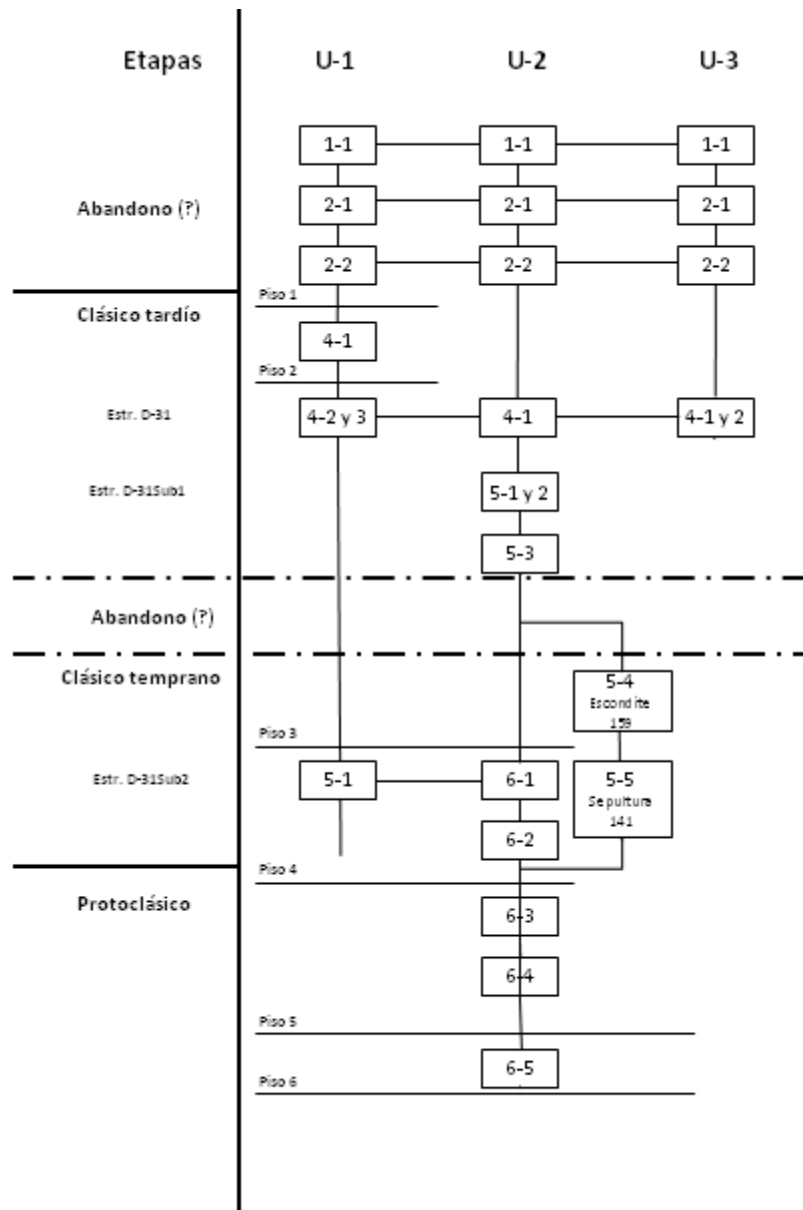 Etapas U-1 U-2 U-3
1-1 1-1 1-1
2-1 2-1 2-1
Abandono (?)
2-2 2-2 2-2
Piso 1
Clásico tardío
4-1
Piso 2
Estr. D-31 4-2 y 3 4-1 4-1 y 2
Estr. D-31Sub1 5-1 y 2
5-3
Abandono (?)
Clásico temprano
5-4
Escondite
159
Piso 3
Estr. D-31Sub2 5-1 6-1
5-5
Sepultura
141
6-2
Piso 4
Protoclásico
6-3
6-4
Piso 5
6-5
Piso 6